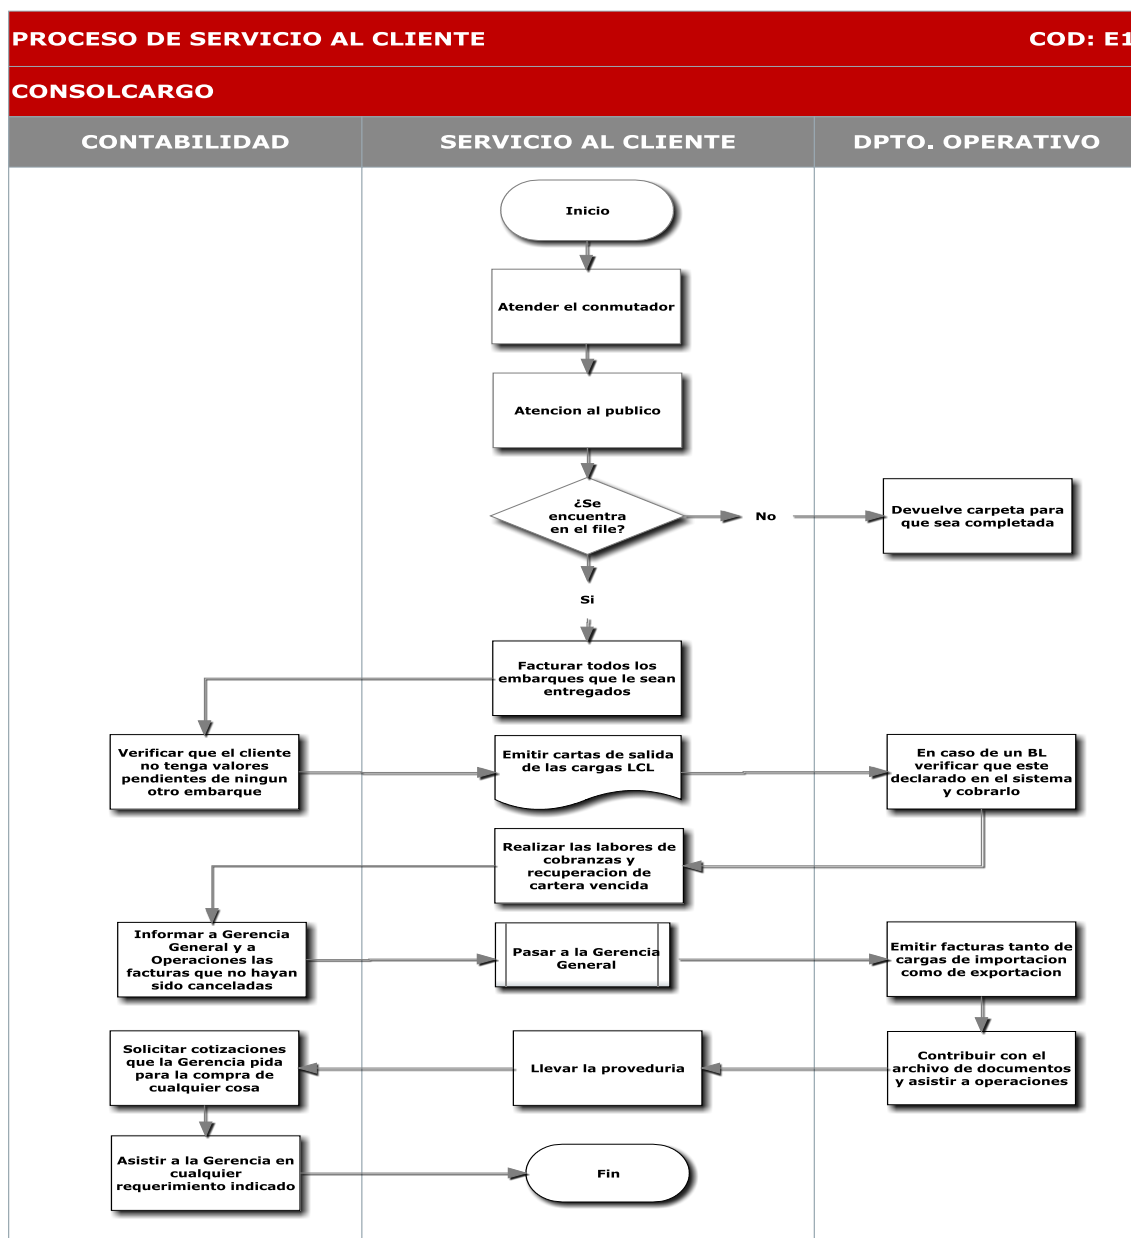 PROCESO DE SERVICIO AL CLIENTE COD: E1
CONSOLCARGO
CONTABILIDAD SERVICIO AL CLIENTE DPTO. OPERATIVO
Inicio
Atender el conmutador
Atencion al publico
¿Se
encuentra
en el file?
No
Devuelve carpeta para
que sea completada
Si
Facturar todos los
embarques que le sean
entregados
Verificar que el cliente
no tenga valores
pendientes de ningun
otro embarque
Emitir cartas de salida
de las cargas LCL
En caso de un BL
verificar que este
declarado en el sistema
y cobrarlo
Realizar las labores de
cobranzas y
recuperacion de
cartera vencida
Informar a Gerencia
General y a
Operaciones las
facturas que no hayan
sido canceladas
Pasar a la Gerencia
General
Emitir facturas tanto de
cargas de importacion
como de exportacion
Contribuir con el
archivo de documentos
y asistir a operaciones
Llevar la proveduria
Solicitar cotizaciones
que la Gerencia pida
para la compra de
cualquier cosa
Asistir a la Gerencia en
cualquier
requerimiento indicado
Fin